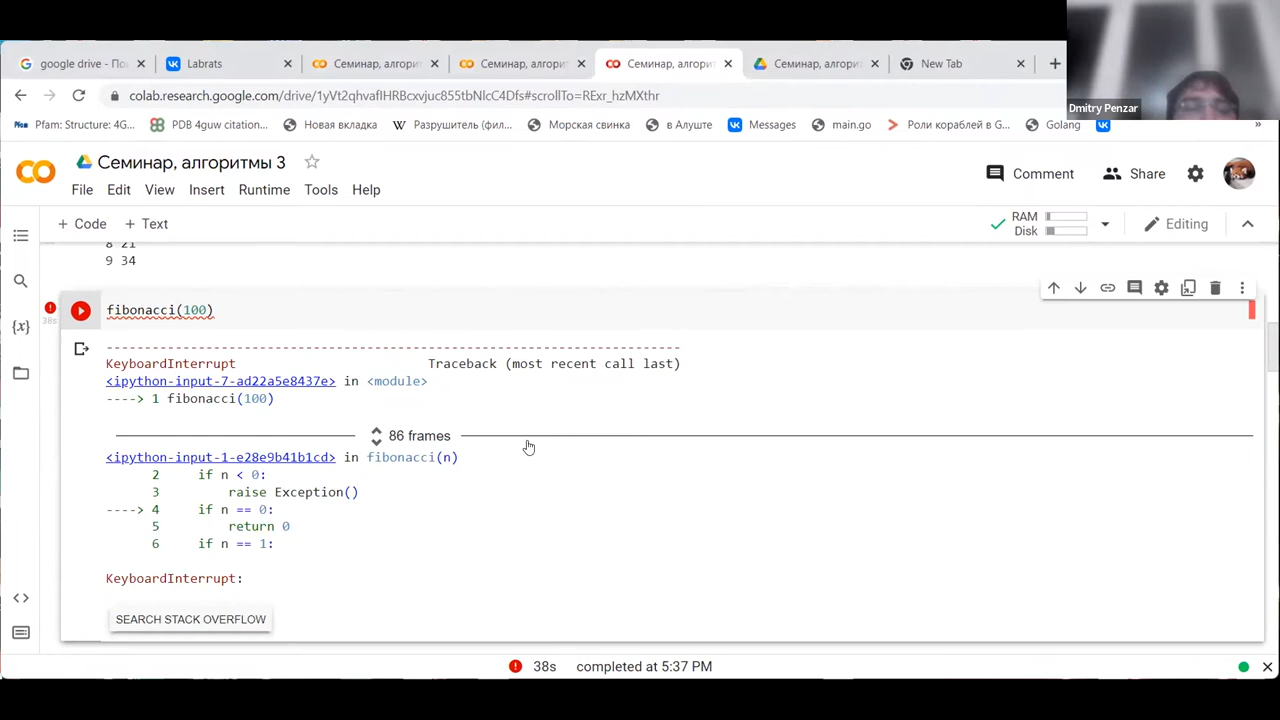 google drive - По
Labrats
Семинар, алгорит
Семинар, алгорит
Семинар, алгорит
Семинар, алгорит
New Tab
colab.research.google.com/drive/1yVt2qhvafIHRBcxvjuc855tbNlcC4Dfs#scrollTo=RExr_hzMXthr
Dmitry Penzar
Pfam: Structure: 4G...
PDB 4guw citation...
Новая вкладка
Разрушитель (фил...
Морская свинка
в Алуште
Messages
main.go
Роли кораблей в G...
Golang
»
Семинар, алгоритмы 3
Comment
Share
File Edit View Insert Runtime Tools Help
+ Code + Text
RAM
Disk
Editing
8 21
9 34
fibonacci(100)
38s
---------------------------------------------------------------------------
KeyboardInterrupt Traceback (most recent call last)
<ipython-input-7-ad22a5e8437e> in <module>
----> 1 fibonacci(100)
86 frames
<ipython-input-1-e28e9b41b1cd> in fibonacci(n)
2 if n < 0:
3 raise Exception()
----> 4 if n == 0:
5 return 0
6 if n == 1:
KeyboardInterrupt:
SEARCH STACK OVERFLOW
38s completed at 5:37 PM